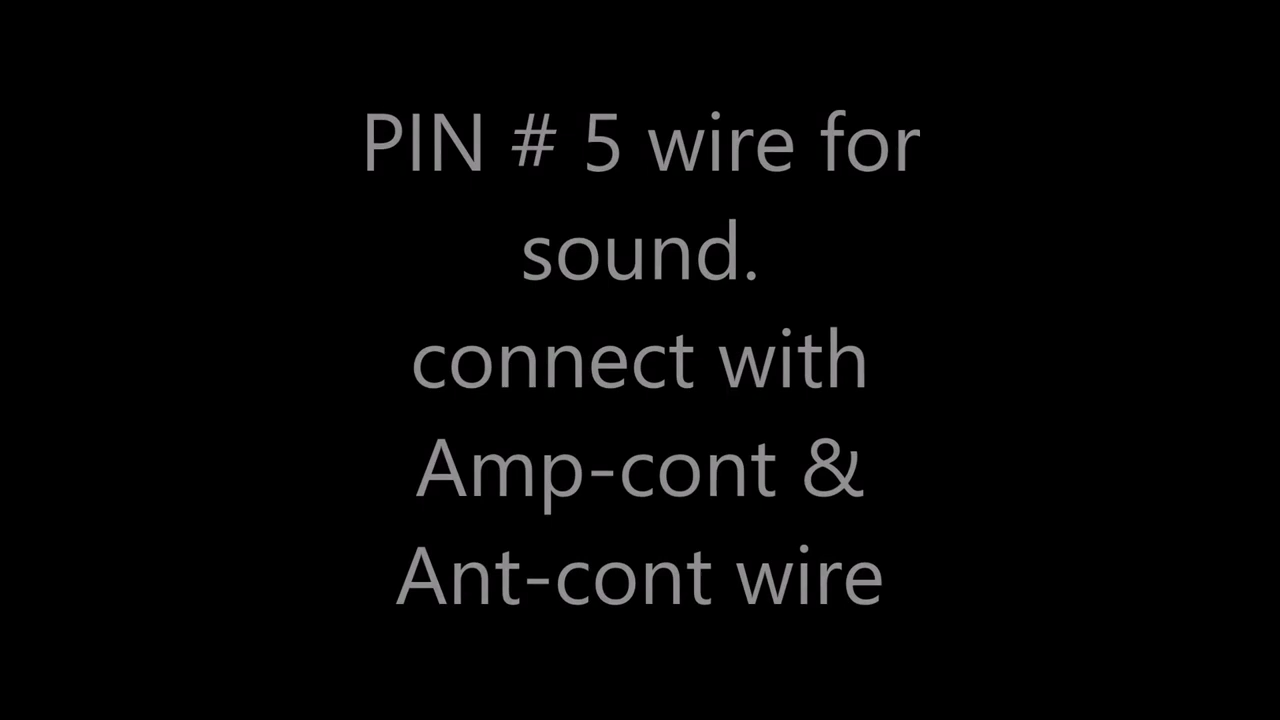 PIN # 5 wire for
sound.
connect with
Amp-cont &
Ant-cont wire